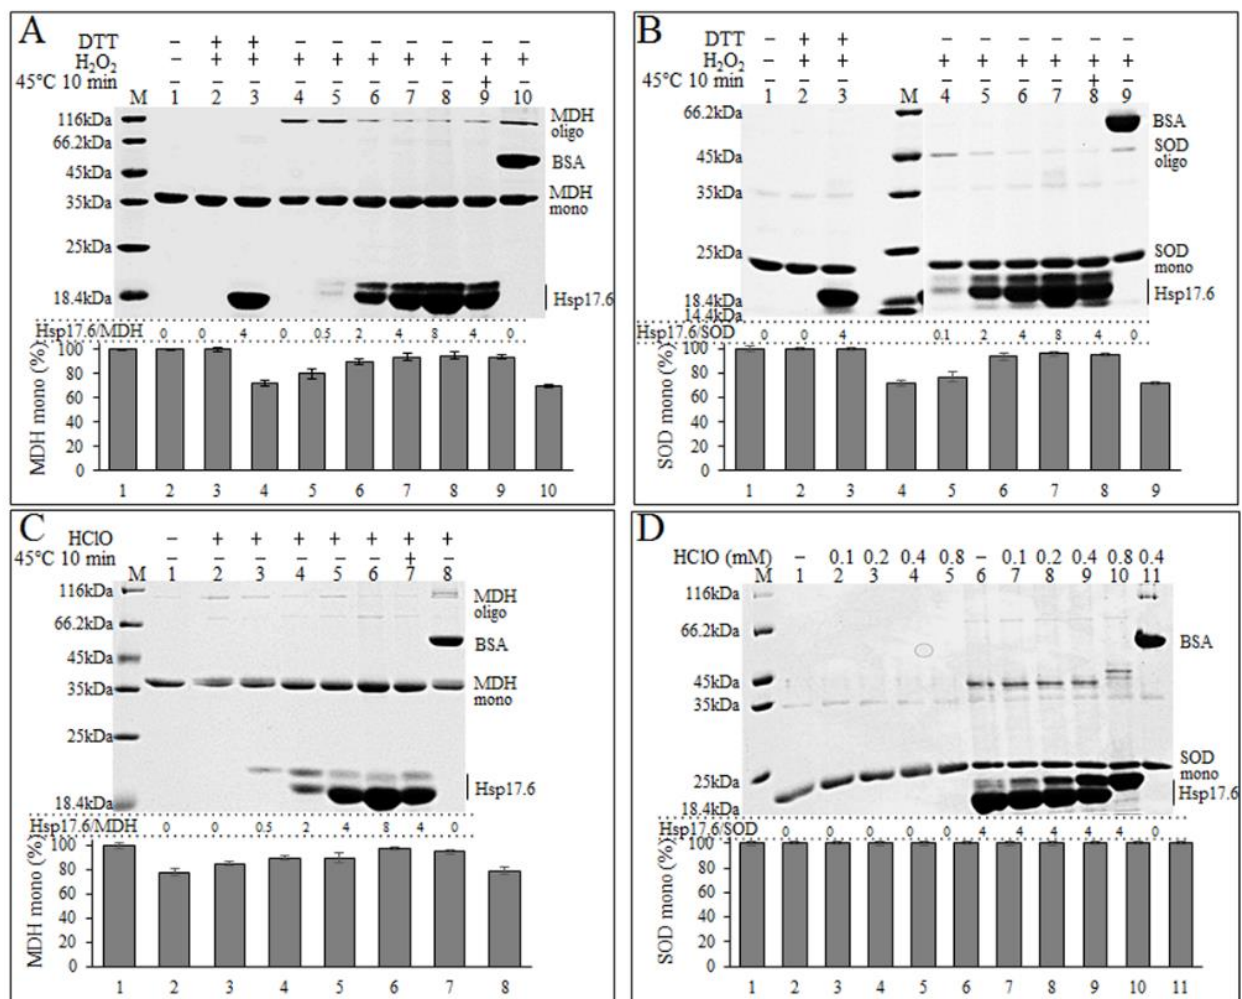 A
DTT – + + 
H₂O₂ – + + + + + + + + +
45°C 10 min – – – – – – – – + –
M 1 2 3 4 5 6 7 8 9 10
116kDa
66.2kDa
45kDa
35kDa
25kDa
18.4kDa
MDH
oligo
BSA
MDH
mono
Hsp17.6
Hsp17.6/MDH 0 0 4 0 0.5 2 4 8 4 0
MDH mono (%)
100
80
60
40
20
0
1 2 3 4 5 6 7 8 9 10
B
DTT – + +
H₂O₂ – + + + + + + + +
45°C 10 min – – – – – – – + –
1 2 3 M 4 5 6 7 8 9
66.2kDa
45kDa
35kDa
25kDa
18.4kDa
14.4kDa
BSA
SOD
oligo
SOD
mono
Hsp17.6
Hsp17.6/SOD 0 0 4 0.1 2 4 8 4 0
SOD mono (%)
100
80
60
40
20
0
1 2 3 4 5 6 7 8 9
C
HClO – + + + + + + +
45°C 10 min – – – – – – + –
M 1 2 3 4 5 6 7 8
116kDa
66.2kDa
45kDa
35kDa
25kDa
18.4kDa
MDH
oligo
BSA
MDH
mono
Hsp17.6
Hsp17.6/MDH 0 0 0.5 2 4 8 4 0
MDH mono (%)
100
80
60
40
20
0
1 2 3 4 5 6 7 8
D
HClO (mM) – 0.1 0.2 0.4 0.8 – 0.1 0.2 0.4 0.8 0.4
M 1 2 3 4 5 6 7 8 9 10 11
116kDa
66.2kDa
45kDa
35kDa
25kDa
18.4kDa
BSA
SOD
mono
Hsp17.6
Hsp17.6/SOD 0 0 0 0 0 4 4 4 4 4 0
SOD mono (%)
100
80
60
40
20
0
1 2 3 4 5 6 7 8 9 10 11